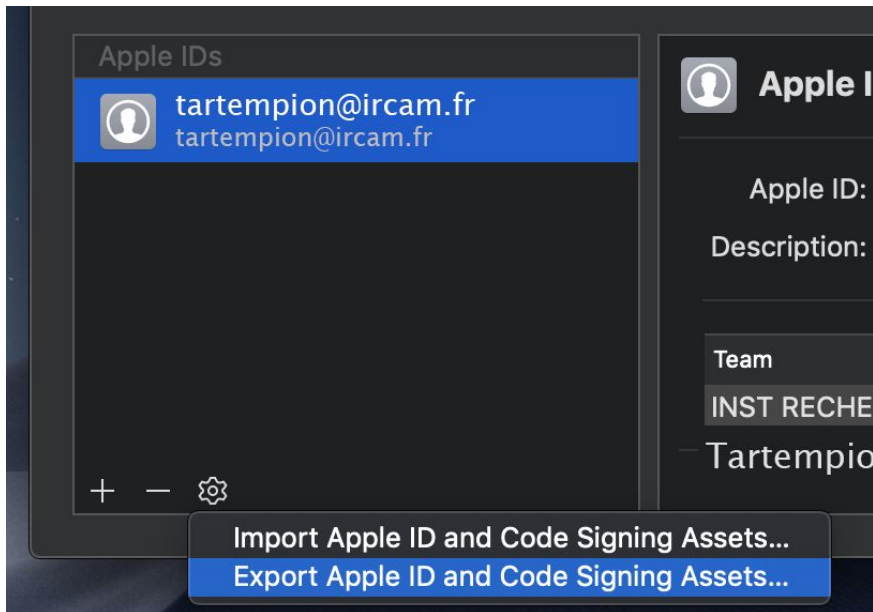 Apple IDs
tartempion@ircam.fr
tartempion@ircam.fr
Apple I
Apple ID:
Description:
Team
INST RECHE
Tartempio
Import Apple ID and Code Signing Assets...
Export Apple ID and Code Signing Assets...